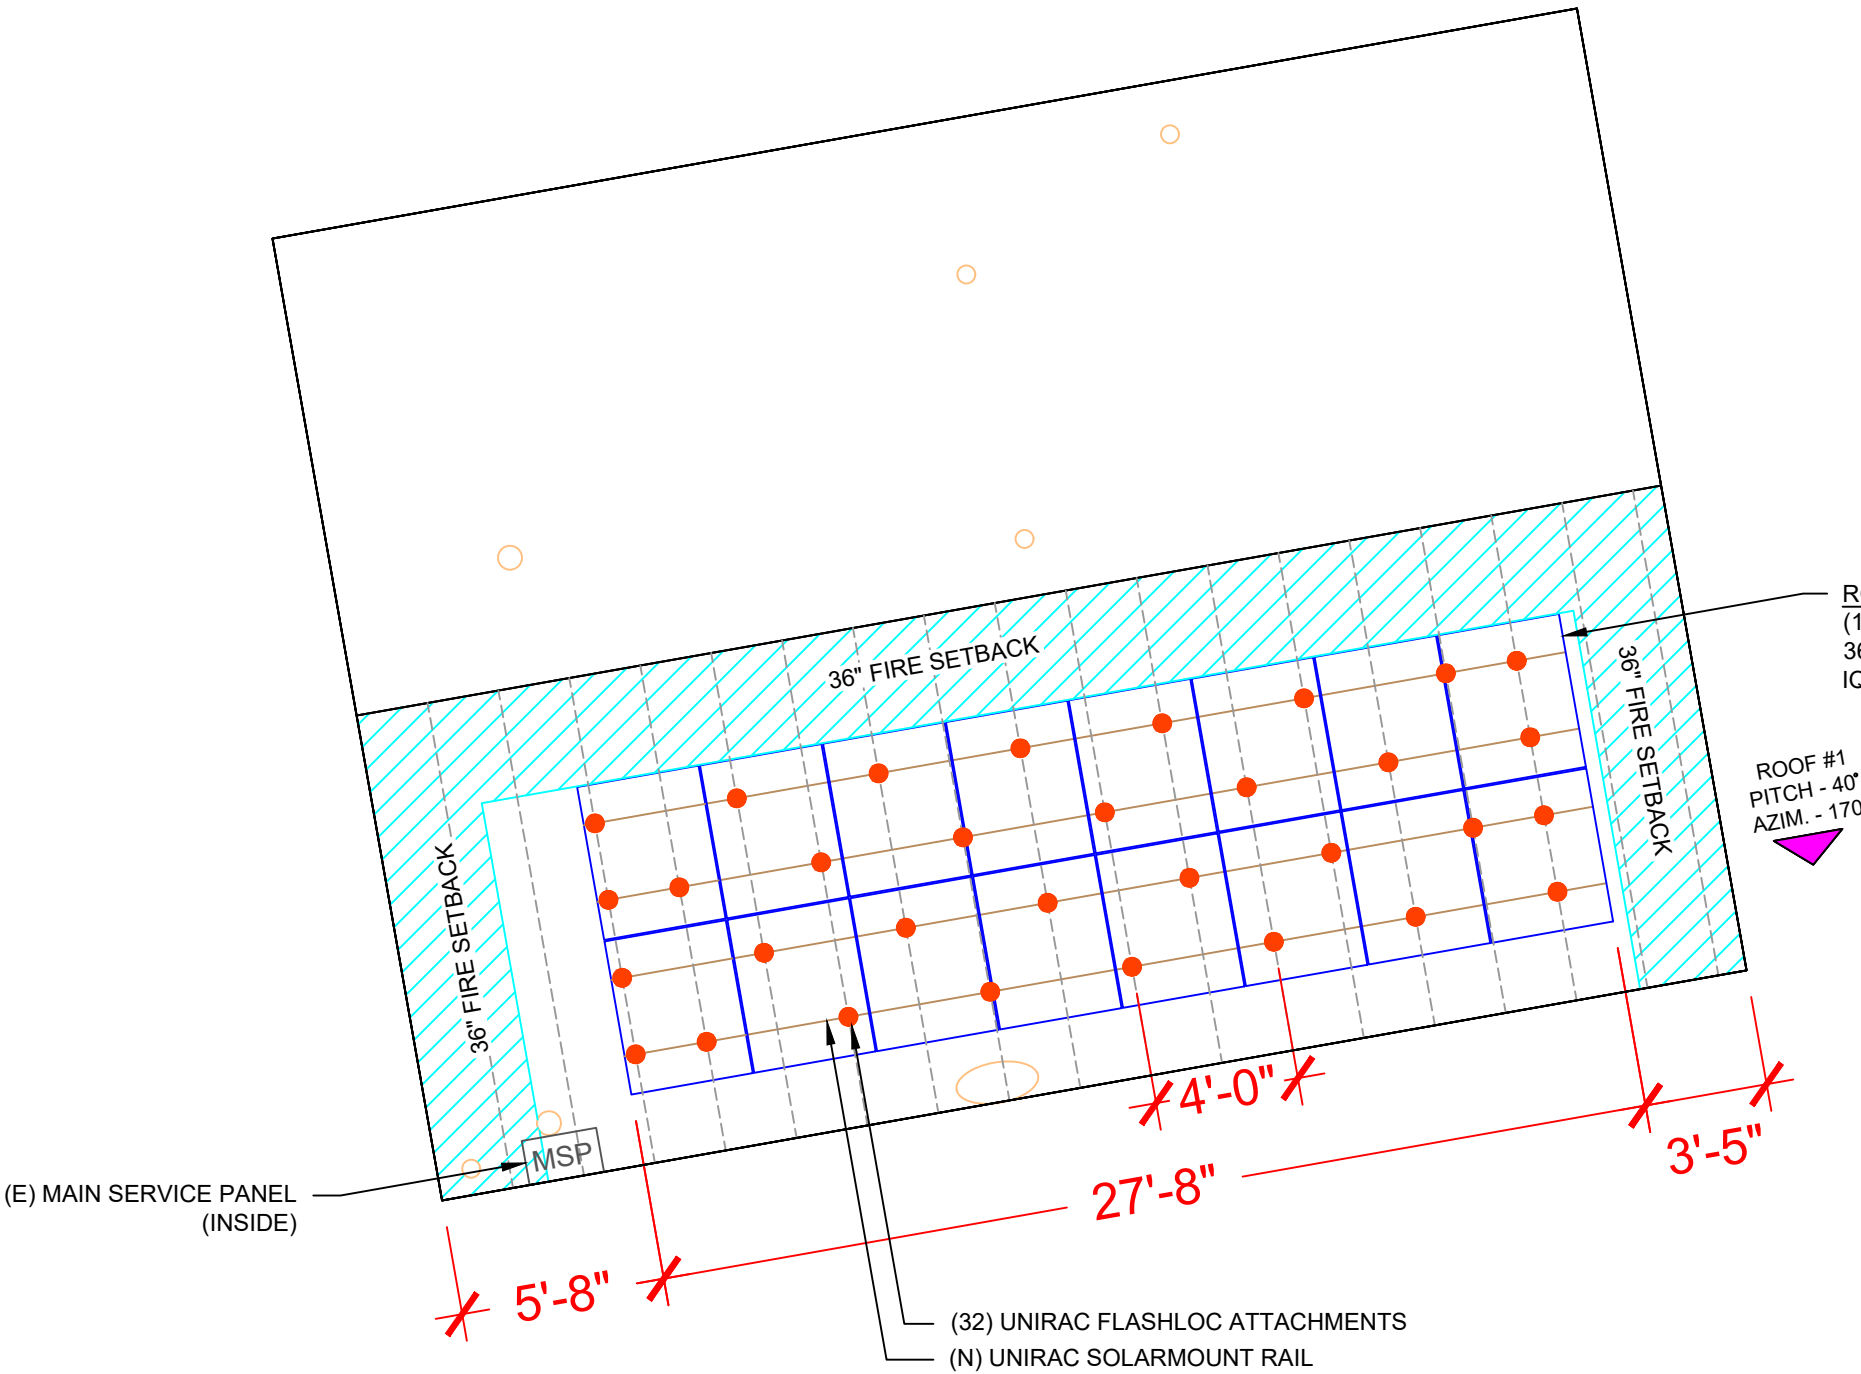 36" FIRE SETBACK
36" FIRE SETBACK
36" FIRE SETBACK
ROOF #1
PITCH - 40°
AZIM. - 170
MSP
(E) MAIN SERVICE PANEL
(INSIDE)
4'-0"
3'-5"
27'-8"
5'-8"
(32) UNIRAC FLASHLOC ATTACHMENTS
(N) UNIRAC SOLARMOUNT RAIL